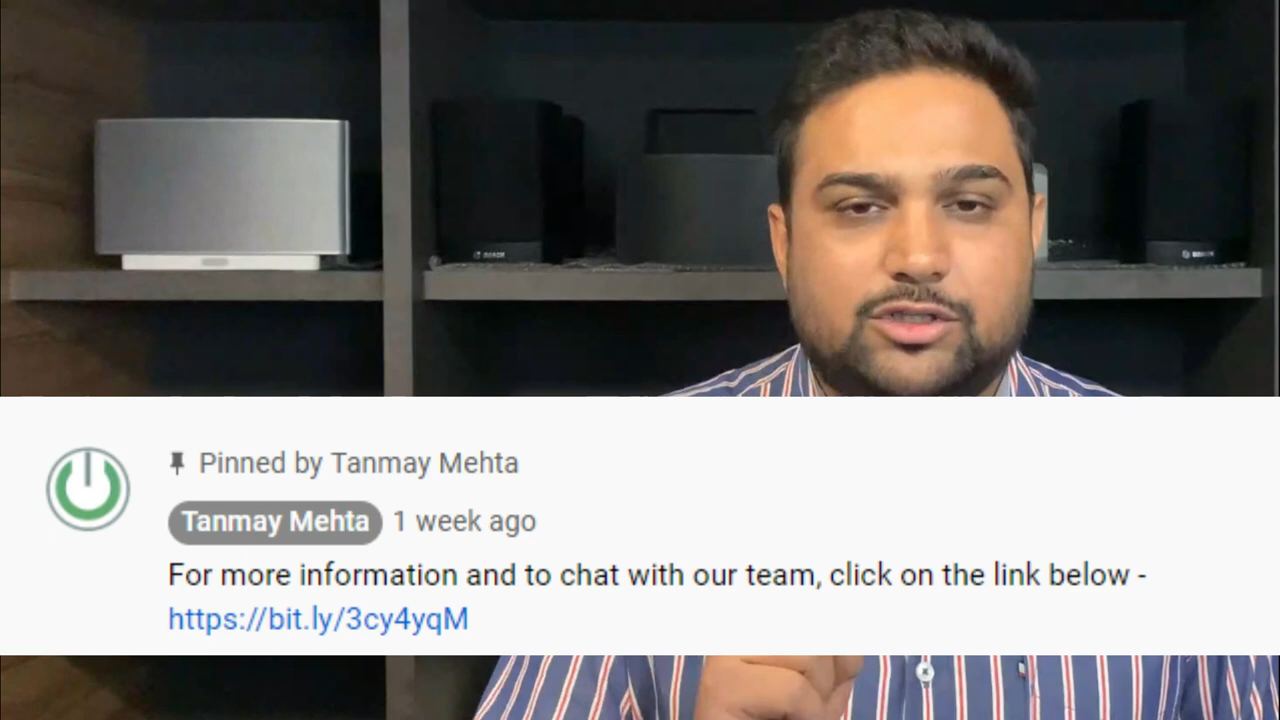 Pinned by Tanmay Mehta
Tanmay Mehta 1 week ago
For more information and to chat with our team, click on the link below -
https://bit.ly/3cy4yqM